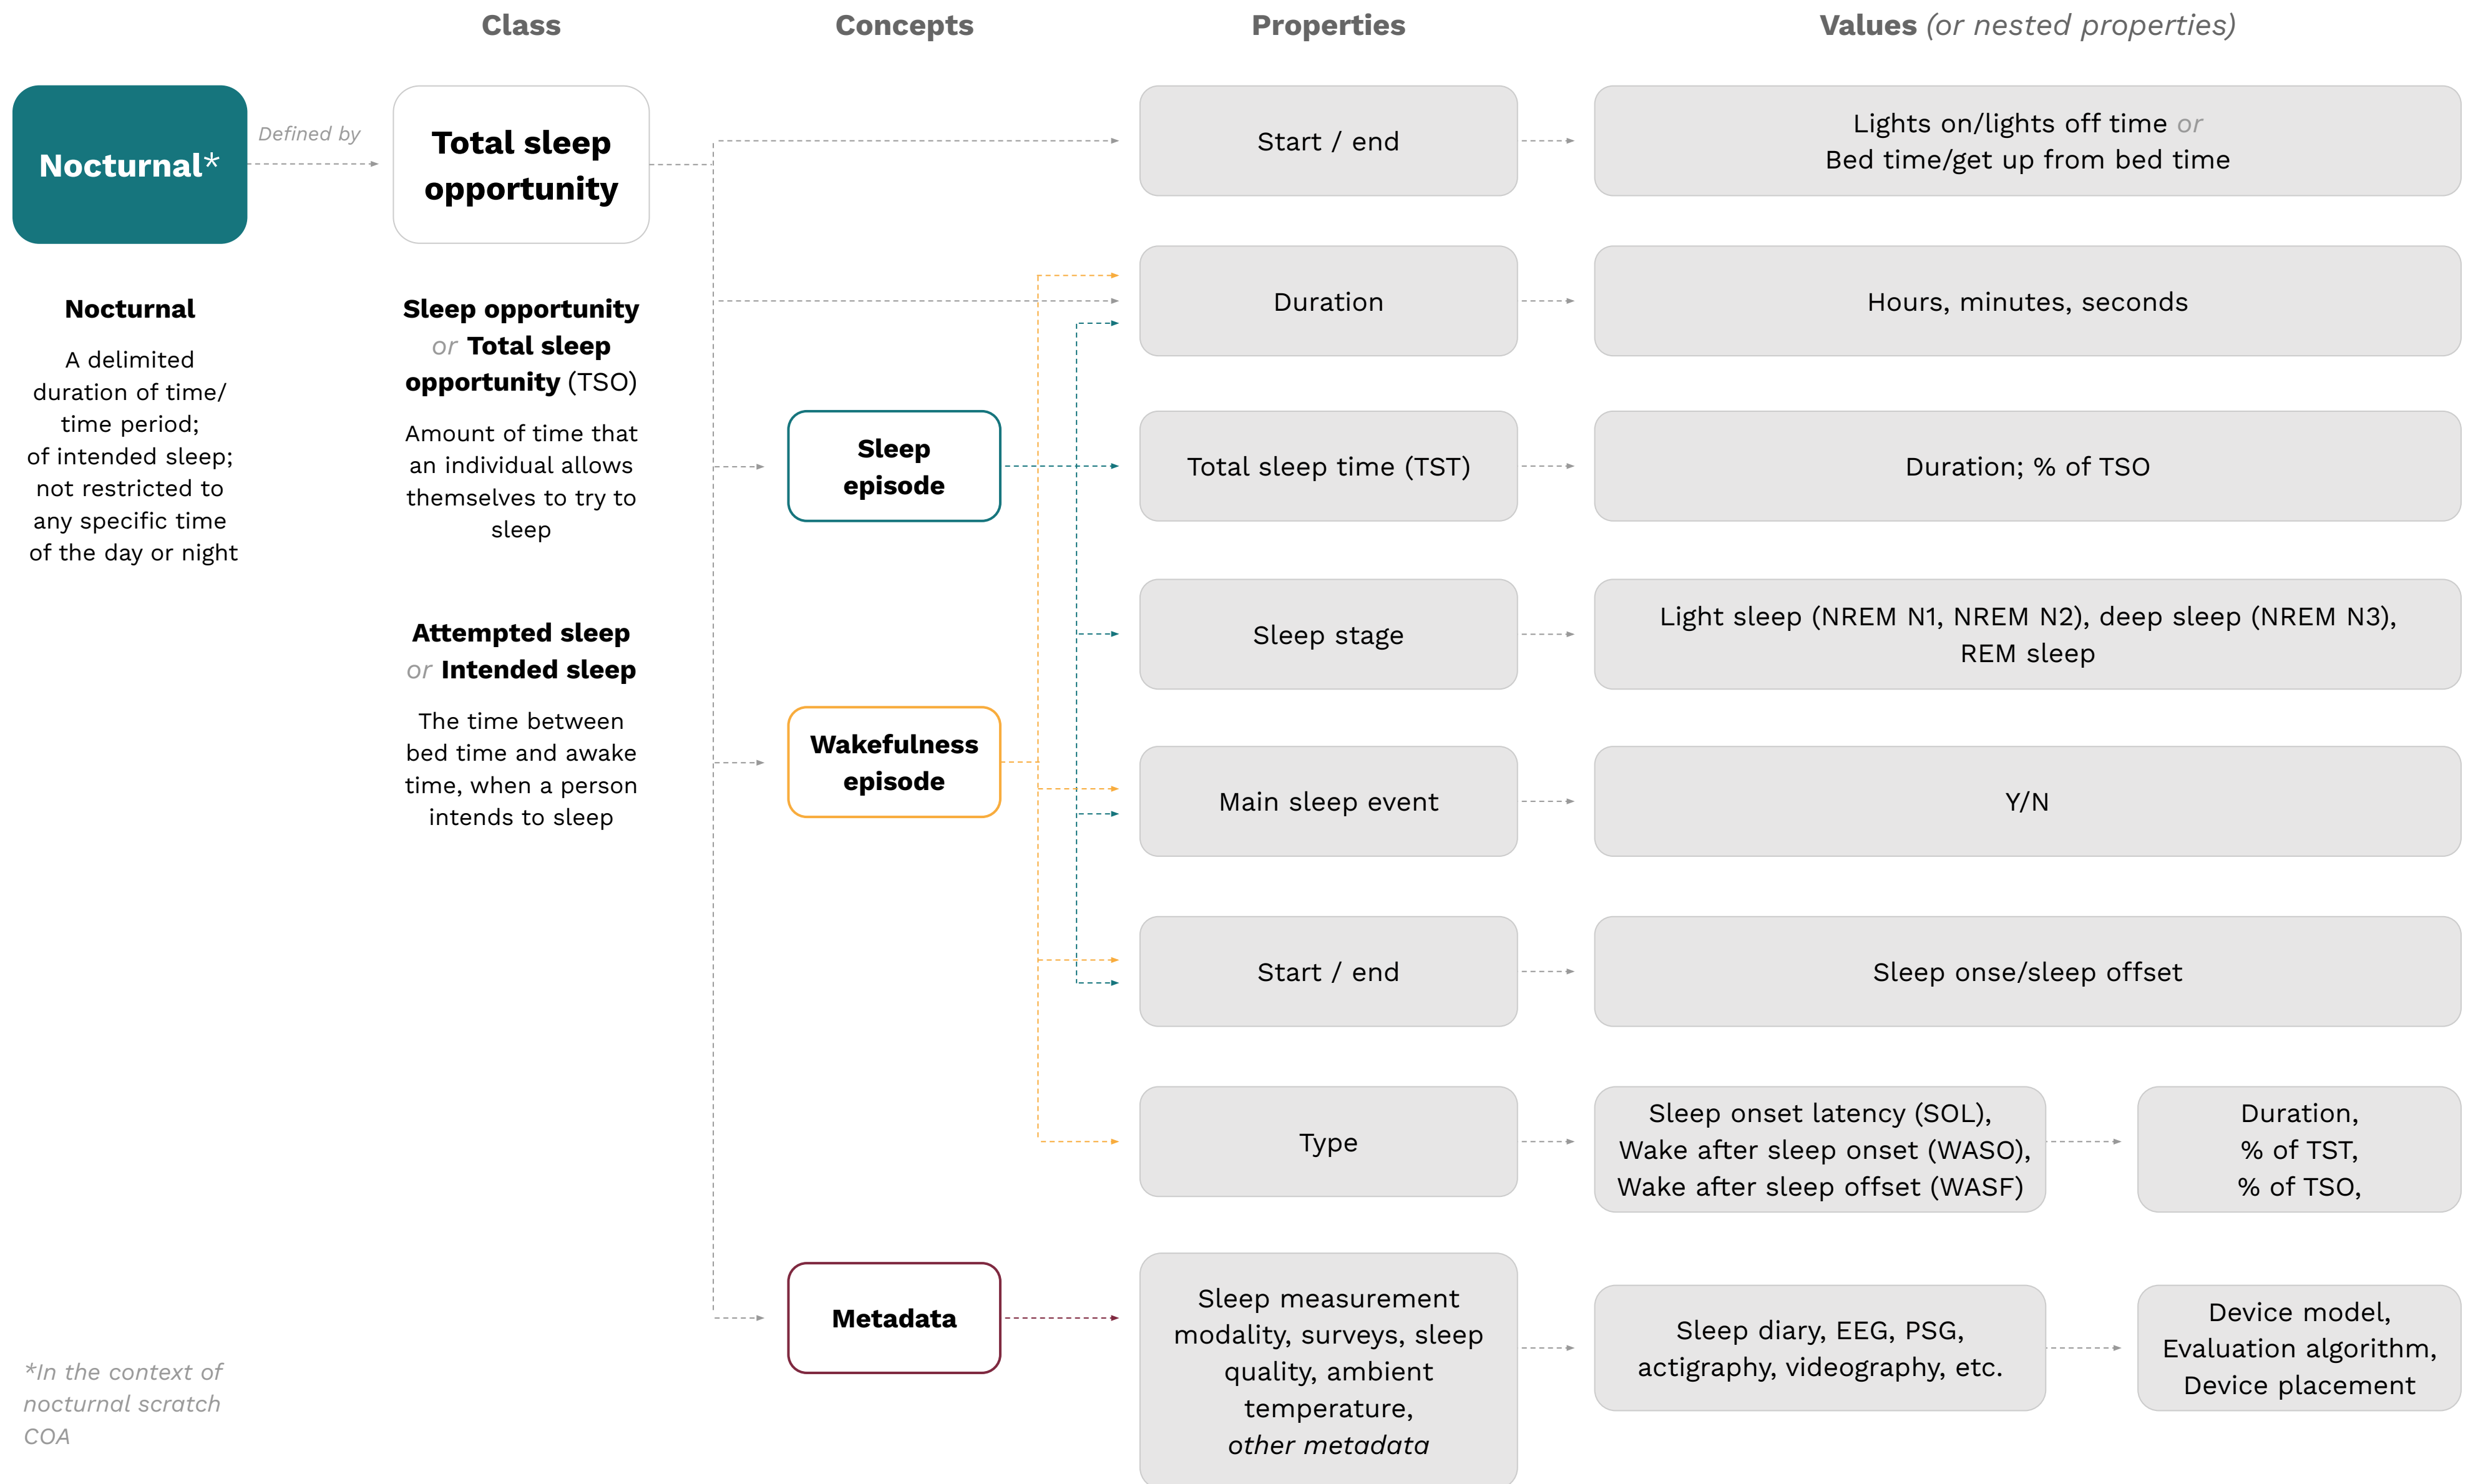 Class
Concepts
Properties
Values (or nested properties)
Nocturnal*
Defined by
Total sleep
opportunity
Start / end
Lights on/lights off time or
Bed time/get up from bed time
Nocturnal
A delimited
duration of time/
time period;
of intended sleep;
not restricted to
any specific time
of the day or night
Sleep opportunity
or Total sleep
opportunity (TSO)
Amount of time that
an individual allows
themselves to try to
sleep
Attempted sleep
or Intended sleep
The time between
bed time and awake
time, when a person
intends to sleep
Duration
Hours, minutes, seconds
Sleep
episode
Total sleep time (TST)
Duration; % of TSO
Sleep stage
Light sleep (NREM N1, NREM N2), deep sleep (NREM N3),
REM sleep
Wakefulness
episode
Main sleep event
Y/N
Start / end
Sleep onse/sleep offset
Type
Sleep onset latency (SOL),
Wake after sleep onset (WASO),
Wake after sleep offset (WASF)
Duration,
% of TST,
% of TSO,
Metadata
Sleep measurement
modality, surveys, sleep
quality, ambient
temperature,
other metadata
Sleep diary, EEG, PSG,
actigraphy, videography, etc.
Device model,
Evaluation algorithm,
Device placement
*In the context of
nocturnal scratch
COA